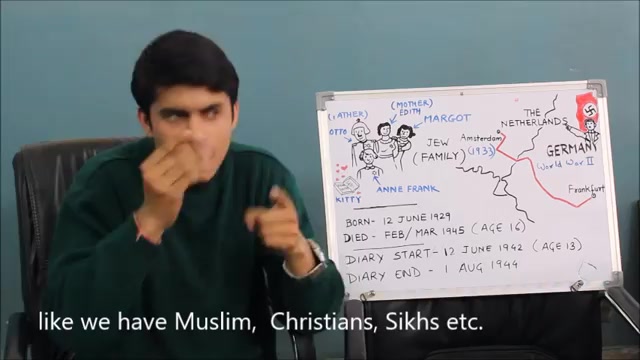 (FATHER)
OTTO
(MOTHER)
EDITH
MARGOT
JEW
(FAMILY)
ANNE FRANK
KITTY
THE
NETHERLANDS
Amsterdam
(1933)
GERMANY
World War II
Frankfurt
BORN- 12 JUNE 1929
DIED- FEB/MAR 1945 (AGE 16)
DIARY START- 12 JUNE 1942 (AGE 13)
DIARY END - 1 AUG 1944
like we have Muslim, Christians, Sikhs etc.